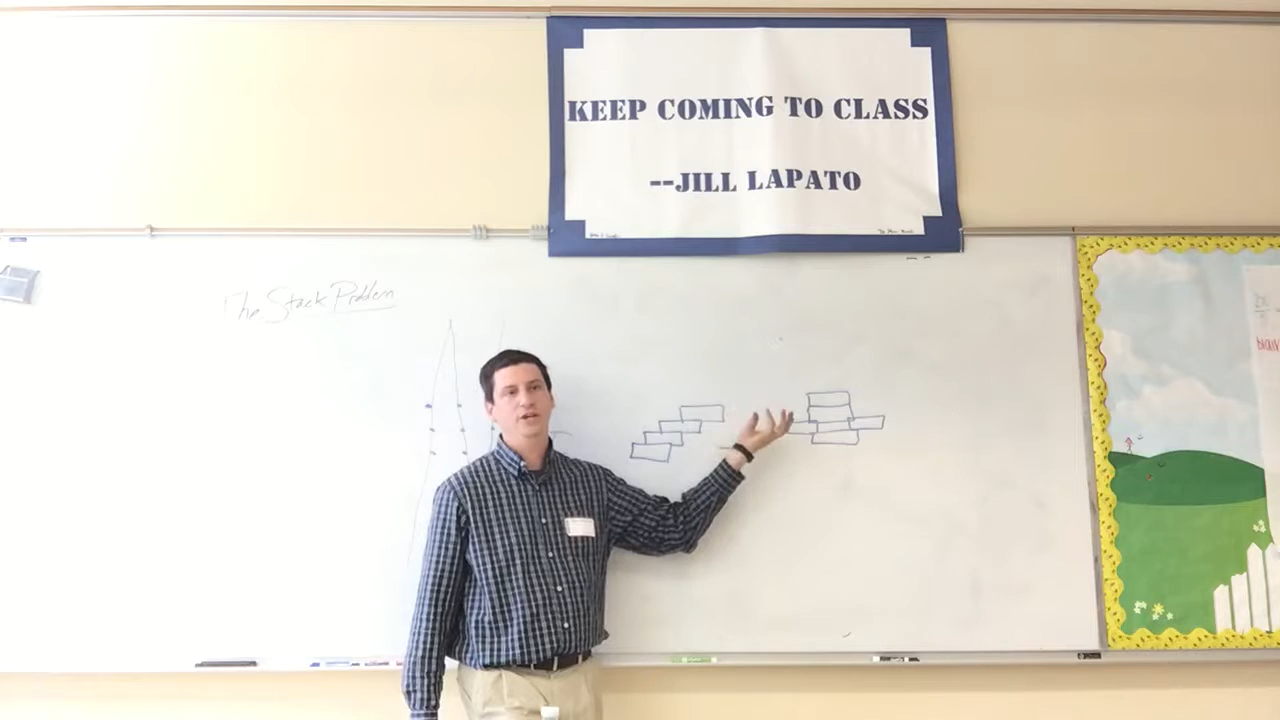 KEEP COMING TO CLASS
--JILL LAPATO
The Stack Problem